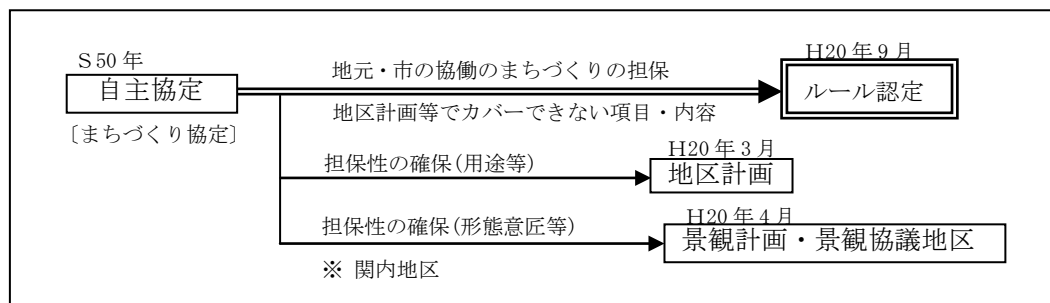 S50年
自主協定
〔まちづくり協定〕
地元・市の協働のまちづくりの担保
地区計画等でカバーできない項目・内容
H20年9月
ルール認定
担保性の確保(用途等)
H20年3月
地区計画
担保性の確保(形態意匠等)
※ 関内地区
H20年4月
景観計画・景観協議地区